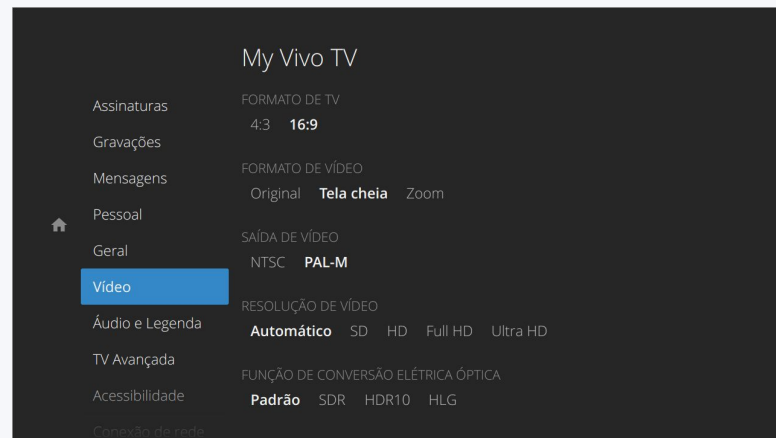 My Vivo TV
Assinaturas
Gravações
Mensagens
Pessoal
Geral
Vídeo
Áudio e Legenda
TV Avançada
Acessibilidade
Conexão de rede
FORMATO DE TV
4:3 16:9
FORMATO DE VÍDEO
Original Tela cheia Zoom
SAÍDA DE VÍDEO
NTSC PAL-M
RESOLUÇÃO DE VÍDEO
Automático SD HD Full HD Ultra HD
FUNÇÃO DE CONVERSÃO ELÉTRICA ÓPTICA
Padrão SDR HDR10 HLG